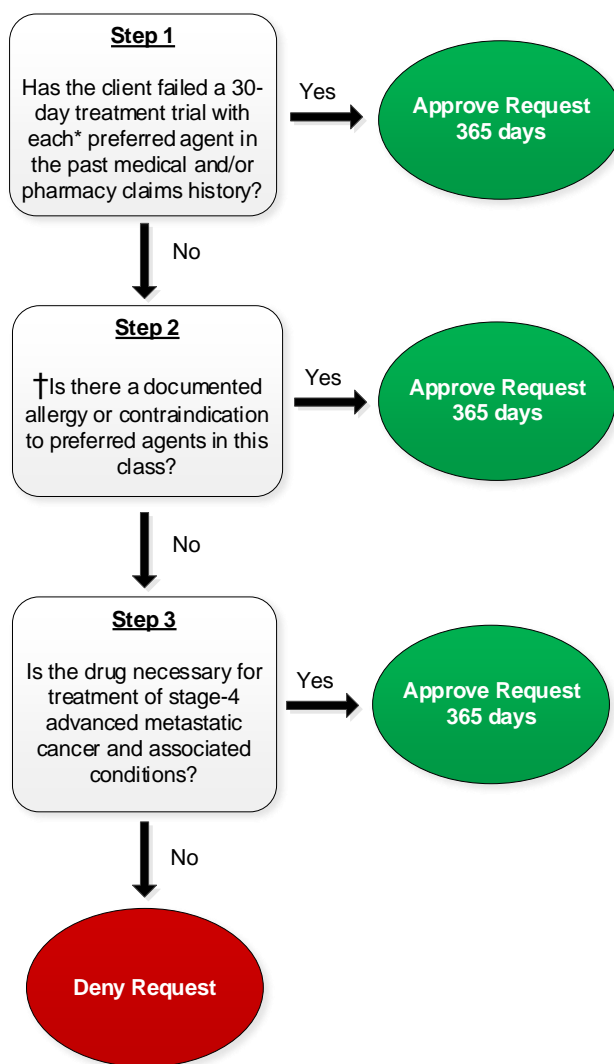 Step 1
Has the client failed a 30-
day treatment trial with
each* preferred agent in
the past medical and/or
pharmacy claims history?
Yes
Approve Request
365 days
No
Step 2
†Is there a documented
allergy or contraindication
to preferred agents in this
class?
Yes
Approve Request
365 days
No
Step 3
Is the drug necessary for
treatment of stage-4
advanced metastatic
cancer and associated
conditions?
Yes
Approve Request
365 days
No
Deny Request